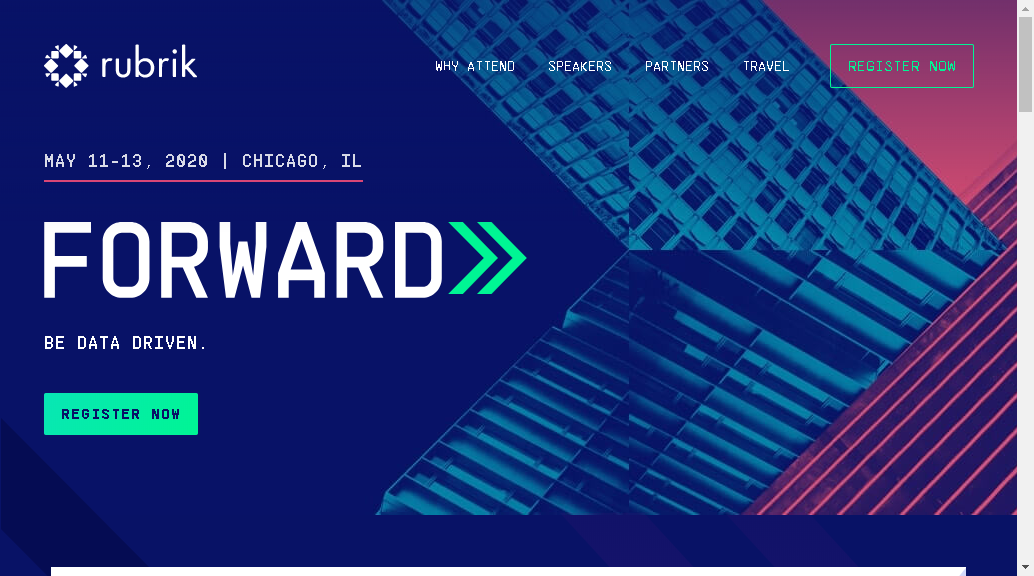 rubrik
WHY ATTEND SPEAKERS PARTNERS TRAVEL REGISTER NOW
MAY 11-13, 2020 | CHICAGO, IL
FORWARD
BE DATA DRIVEN.
REGISTER NOW